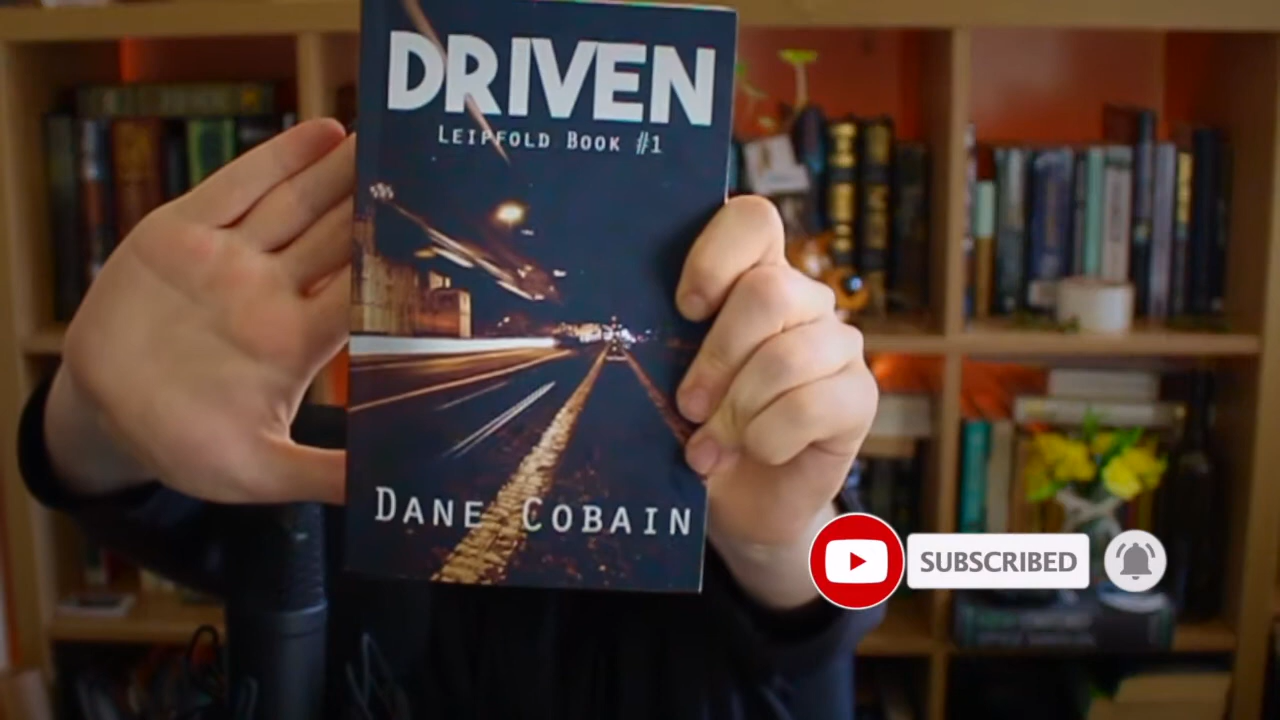 DRIVEN
LEIPFOLD BOOK #1
DANE COBAIN
SUBSCRIBED